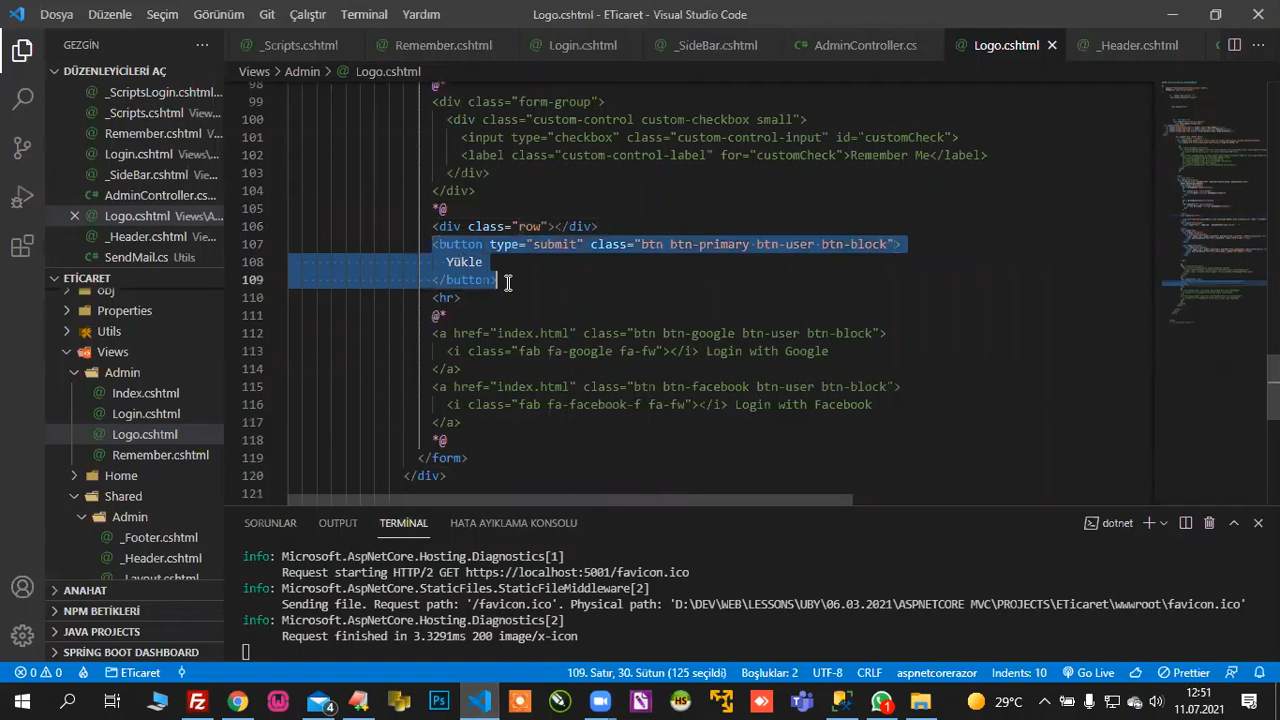 Dosya Düzenle Seçim Görünüm Git Çalıştır Terminal Yardım Logo.cshtml - ETicaret - Visual Studio Code
GEZGİN
_Scripts.cshtml Remember.cshtml Login.cshtml _SideBar.cshtml AdminController.cs Logo.cshtml _Header.cshtml
DÜZENLEYİCİLERİ AÇ
Views > Admin > Logo.cshtml
_ScriptsLogin.cshtml Views\...
_Scripts.cshtml Views\...
Remember.cshtml Views\...
Login.cshtml Views\...
_SideBar.cshtml Views\...
AdminController.cs
Logo.cshtml Views\A...
_Header.cshtml Views\...
SendMail.cs
ETİCARET
obj
Properties
Utils
Views
Admin
Index.cshtml
Login.cshtml
Logo.cshtml
Remember.cshtml
Home
Shared
Admin
_Footer.cshtml
_Header.cshtml
_Layout.cshtml
ANAHAT
NPM BETİKLERİ
JAVA PROJECTS
SPRING BOOT DASHBOARD
98 @*
99 <div class="form-group">
100 <div class="custom-control custom-checkbox small">
101 <input type="checkbox" class="custom-control-input" id="customCheck">
102 <label class="custom-control-label" for="customCheck">Remember Me</label>
103 </div>
104 </div>
105 *@
106 <div class="row"></div>
107 <button type="submit" class="btn btn-primary btn-user btn-block">
108 Yükle
109 </button>
110 <hr>
111 @*
112 <a href="index.html" class="btn btn-google btn-user btn-block">
113 <i class="fab fa-google fa-fw"></i> Login with Google
114 </a>
115 <a href="index.html" class="btn btn-facebook btn-user btn-block">
116 <i class="fab fa-facebook-f fa-fw"></i> Login with Facebook
117 </a>
118 *@
119 </form>
120 </div>
121
SORUNLAR OUTPUT TERMİNAL HATA AYIKLAMA KONSOLU dotnet
info: Microsoft.AspNetCore.Hosting.Diagnostics[1]
Request starting HTTP/2 GET https://localhost:5001/favicon.ico
info: Microsoft.AspNetCore.StaticFiles.StaticFileMiddleware[2]
Sending file. Request path: '/favicon.ico'. Physical path: 'D:\DEV\WEB\LESSONS\UBY\06.03.2021\ASPNETCORE MVC\PROJECTS\ETicaret\wwwroot\favicon.ico'
info: Microsoft.AspNetCore.Hosting.Diagnostics[2]
Request finished in 3.3291ms 200 image/x-icon
0 0 ETicaret 109. Satır, 30. Sütun (125 seçildi) Boşluklar: 2 UTF-8 CRLF aspnetcorerazor Indents: 10 Go Live Prettier
29°C 12:51
11.07.2021